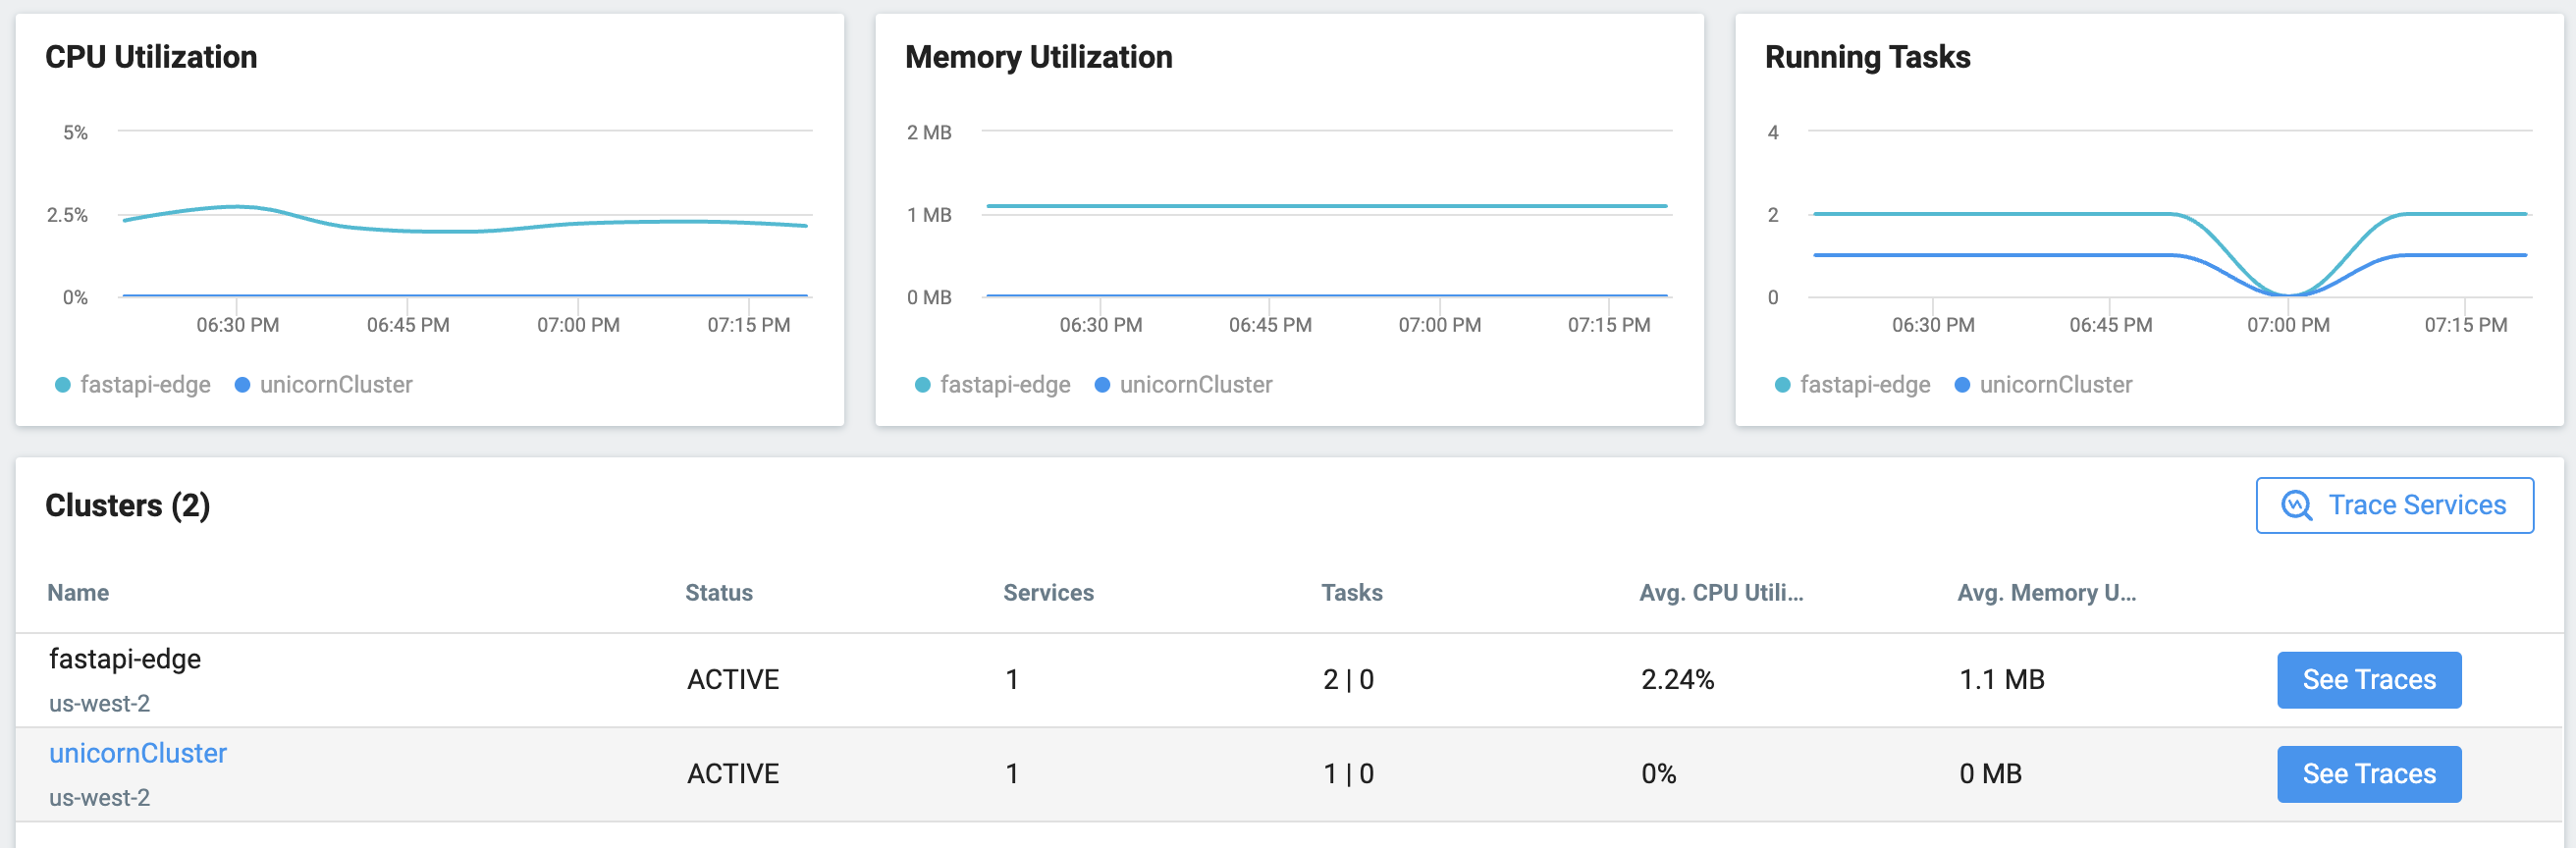 CPU Utilization
5%
2.5%
0%
06:30 PM 06:45 PM 07:00 PM 07:15 PM
fastapi-edge unicornCluster
Memory Utilization
2 MB
1 MB
0 MB
06:30 PM 06:45 PM 07:00 PM 07:15 PM
fastapi-edge unicornCluster
Running Tasks
4
2
0
06:30 PM 06:45 PM 07:00 PM 07:15 PM
fastapi-edge unicornCluster
Clusters (2)
Trace Services
Name Status Services Tasks Avg. CPU Utili... Avg. Memory U...
fastapi-edge
us-west-2
ACTIVE 1 2 | 0 2.24% 1.1 MB See Traces
unicornCluster
us-west-2
ACTIVE 1 1 | 0 0% 0 MB See Traces